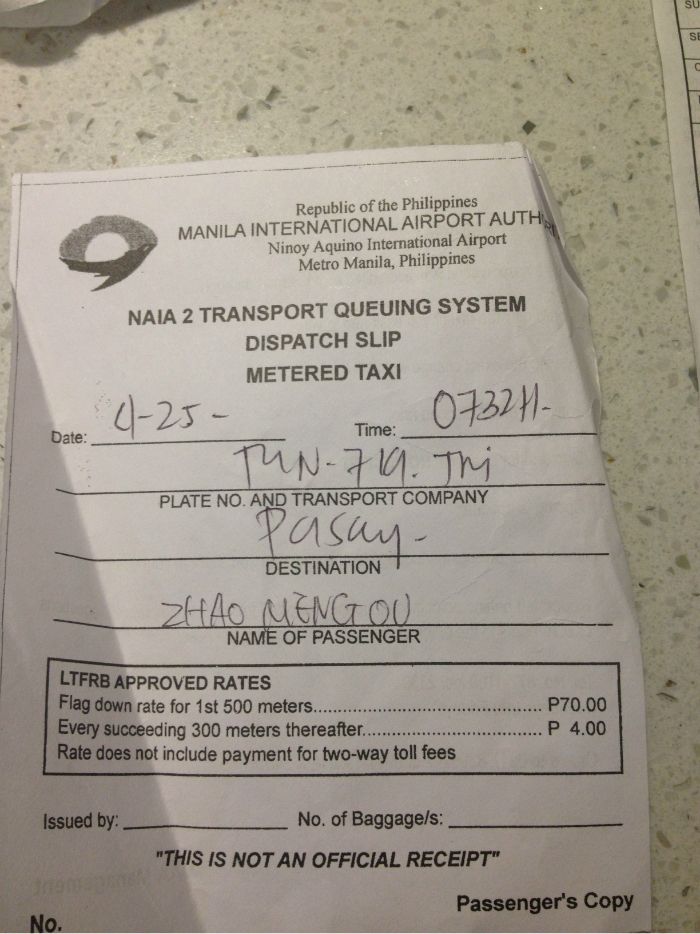 Republic of the Philippines
MANILA INTERNATIONAL AIRPORT AUTH
Ninoy Aquino International Airport
Metro Manila, Philippines
NAIA 2 TRANSPORT QUEUING SYSTEM
DISPATCH SLIP
METERED TAXI
Date: 4-25- Time: 0732H-
PLATE NO. AND TRANSPORT COMPANY
Pasay-
DESTINATION
ZHAO MENGOU
NAME OF PASSENGER
LTFRB APPROVED RATES
Flag down rate for 1st 500 meters.................................................. P70.00
Every succeeding 300 meters thereafter....................................... P 4.00
Rate does not include payment for two-way toll fees
Issued by: No. of Baggage/s:
"THIS IS NOT AN OFFICIAL RECEIPT"
Passenger's Copy
No.